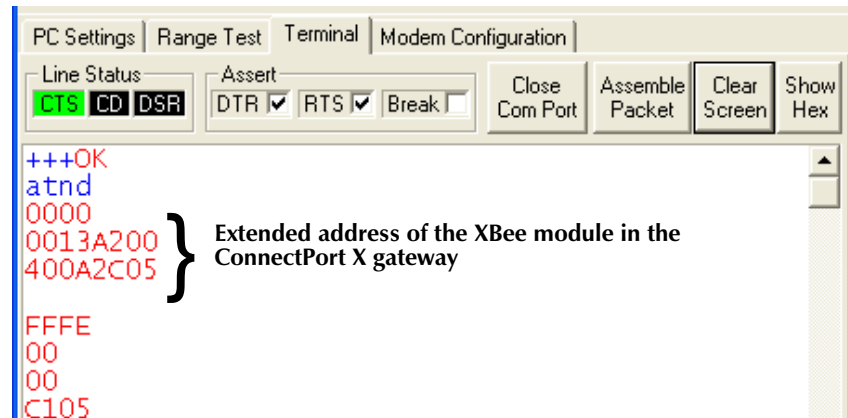 PC Settings Range Test Terminal Modem Configuration
Line Status
CTS CD DSR
Assert
DTR RTS Break
Close
Com Port
Assemble
Packet
Clear
Screen
Show
Hex
+++OK
atnd
0000
0013A200
400A2C05
}
Extended address of the XBee module in the
ConnectPort X gateway
FFFE
00
00
C105